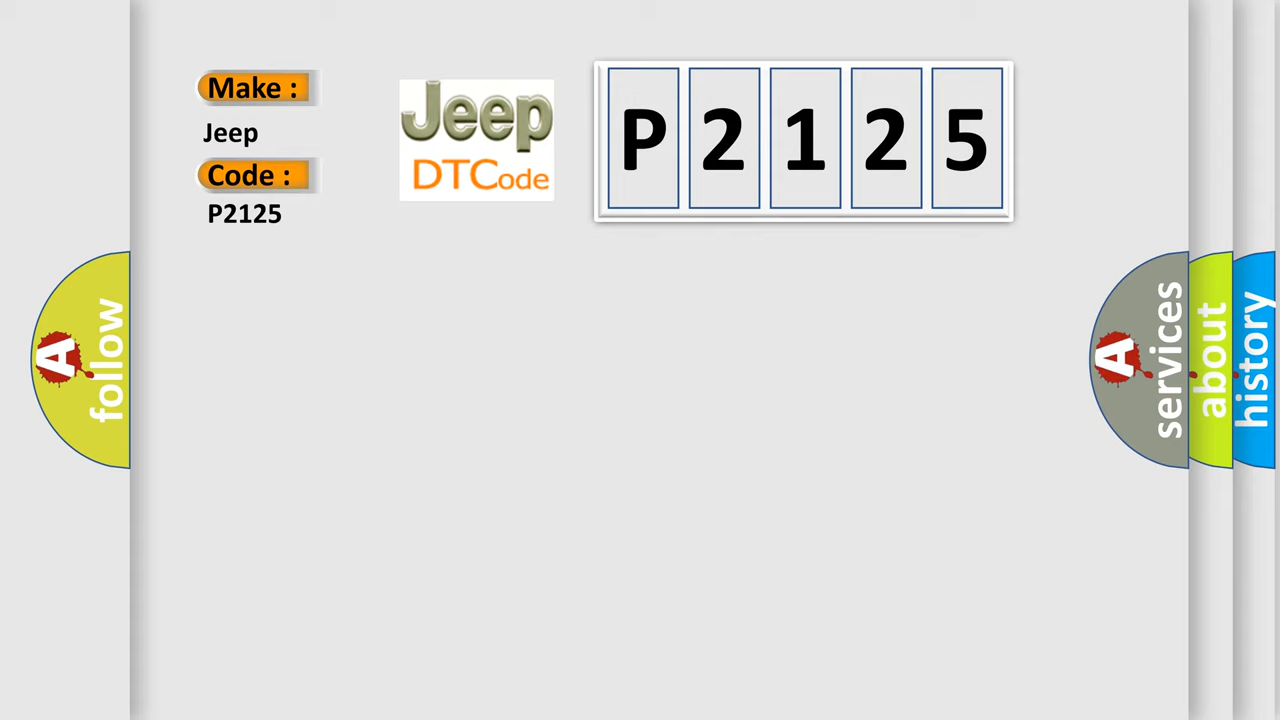 Make :
Jeep
Code :
P2125
Jeep
DTCode
P 2 1 2 5
A follow
A services
about
history